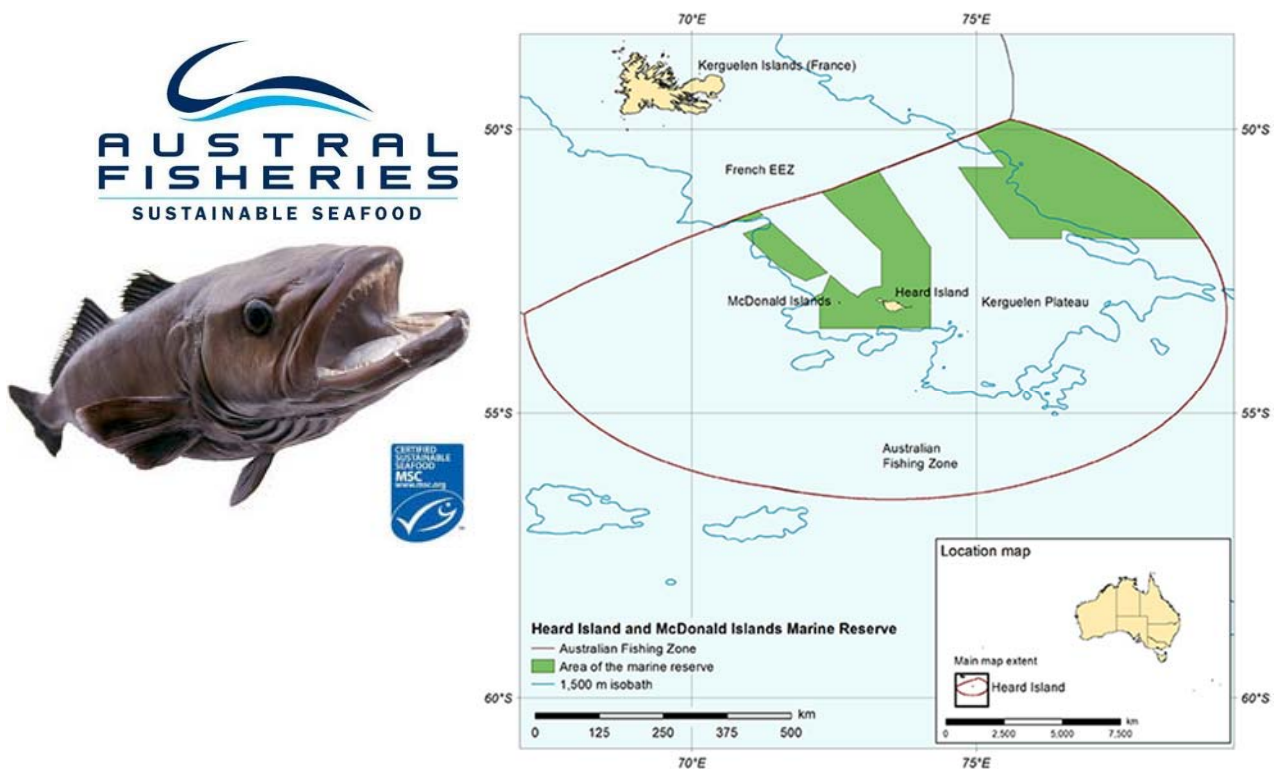 AUSTRAL
FISHERIES
SUSTAINABLE SEAFOOD
CERTIFIED
SUSTAINABLE
SEAFOOD
MSC
www.msc.org
™
70°E
75°E
Kerguelen Islands (France)
50°S
50°S
French EEZ
McDonald Islands
Heard Island
Kerguelen Plateau
55°S
55°S
Australian
Fishing Zone
Heard Island and McDonald Islands Marine Reserve
Australian Fishing Zone
Area of the marine reserve
1,500 m isobath
km
0 125 250 375 500
Location map
Main map extent
Heard Island
km
0 2,500 5,000 7,500
60°S
60°S
70°E
75°E